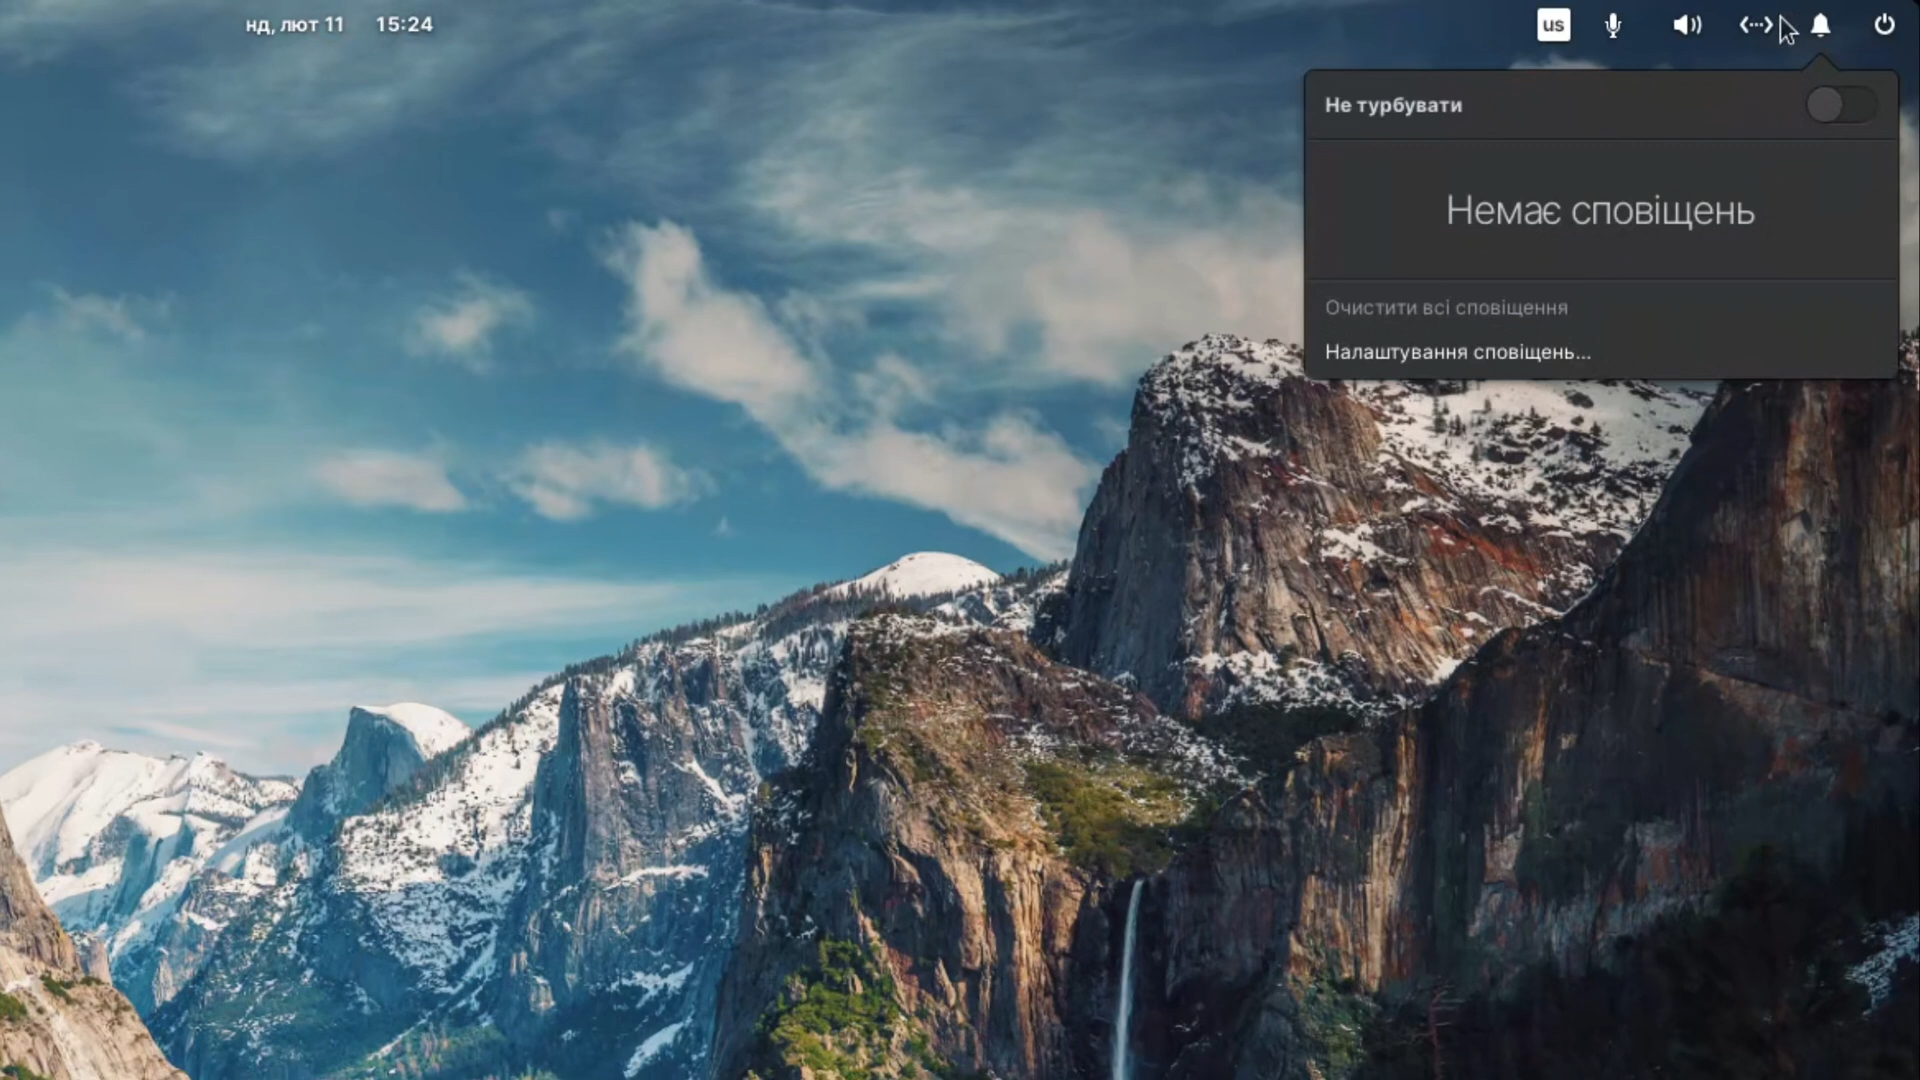 нд, лют 11 15:24
us
Не турбувати
Немає сповіщень
Очистити всі сповіщення
Налаштування сповіщень...